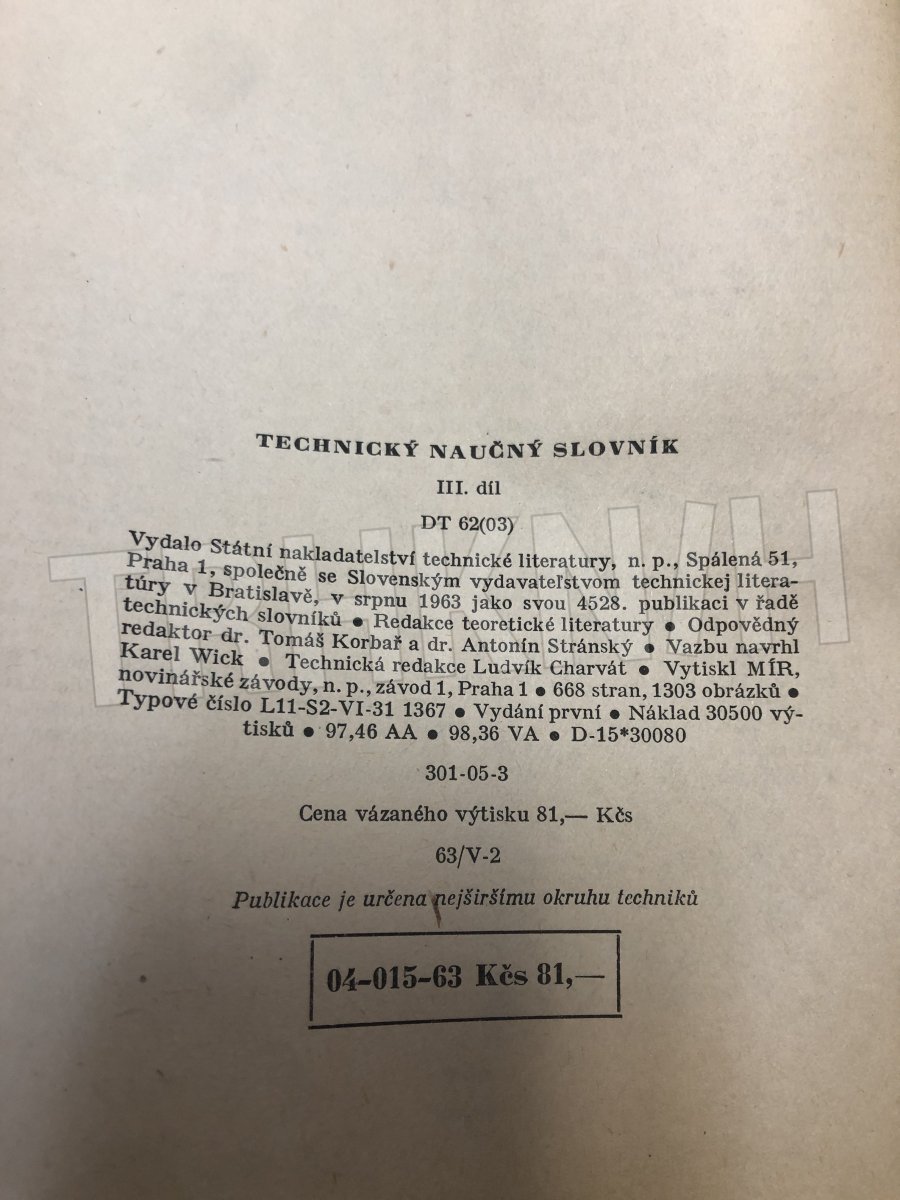 TECHNICKÝ NAUČNÝ SLOVNÍK
III. díl
DT 62(03)
Vydalo Státní nakladatelství technické literatury, n. p., Spálená 51,
Praha 1, společně se Slovenským vydavateľstvom technickej litera-
túry v Bratislavě, v srpnu 1963 jako svou 4528. publikaci v řadě
technických slovníků ● Redakce teoretické literatury ● Odpovědný
redaktor dr. Tomáš Korbař a dr. Antonín Stránský ● Vazbu navrhl
Karel Wick ● Technická redakce Ludvík Charvát ● Vytiskl MÍR,
novinářské závody, n. p., závod 1, Praha 1 ● 668 stran, 1303 obrázků ●
Typové číslo L11-S2-VI-31 1367 ● Vydání první ● Náklad 30500 vý-
tisků ● 97,46 AA ● 98,36 VA ● D-15*30080
301-05-3
Cena vázaného výtisku 81,— Kčs
63/V-2
Publikace je určena nejširšímu okruhu techniků
04-015-63 Kčs 81,—